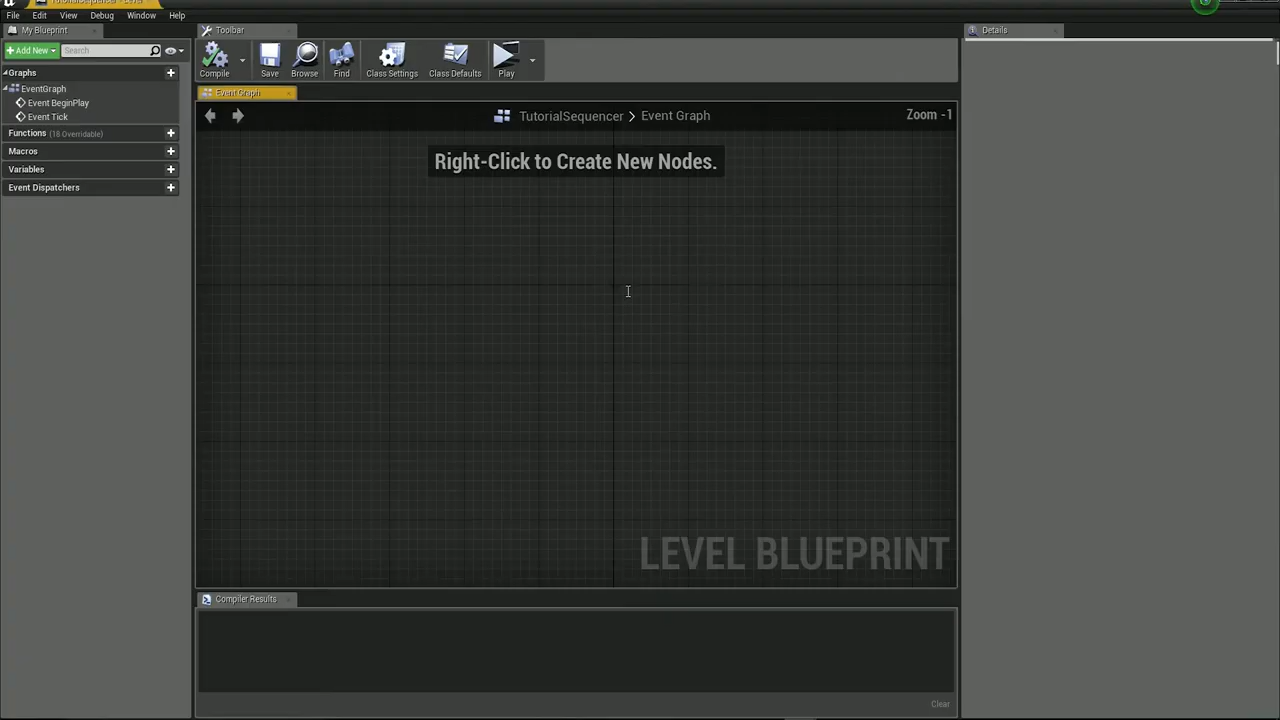 File Edit View Debug Window Help
My Blueprint
Toolbar
Details
Add New
Search
Compile
Save
Browse
Find
Class Settings
Class Defaults
Play
Graphs
EventGraph
Event BeginPlay
Event Tick
Functions (18 Overridable)
Macros
Variables
Event Dispatchers
Event Graph
TutorialSequencer > Event Graph
Zoom -1
Right-Click to Create New Nodes.
LEVEL BLUEPRINT
Compiler Results
Clear